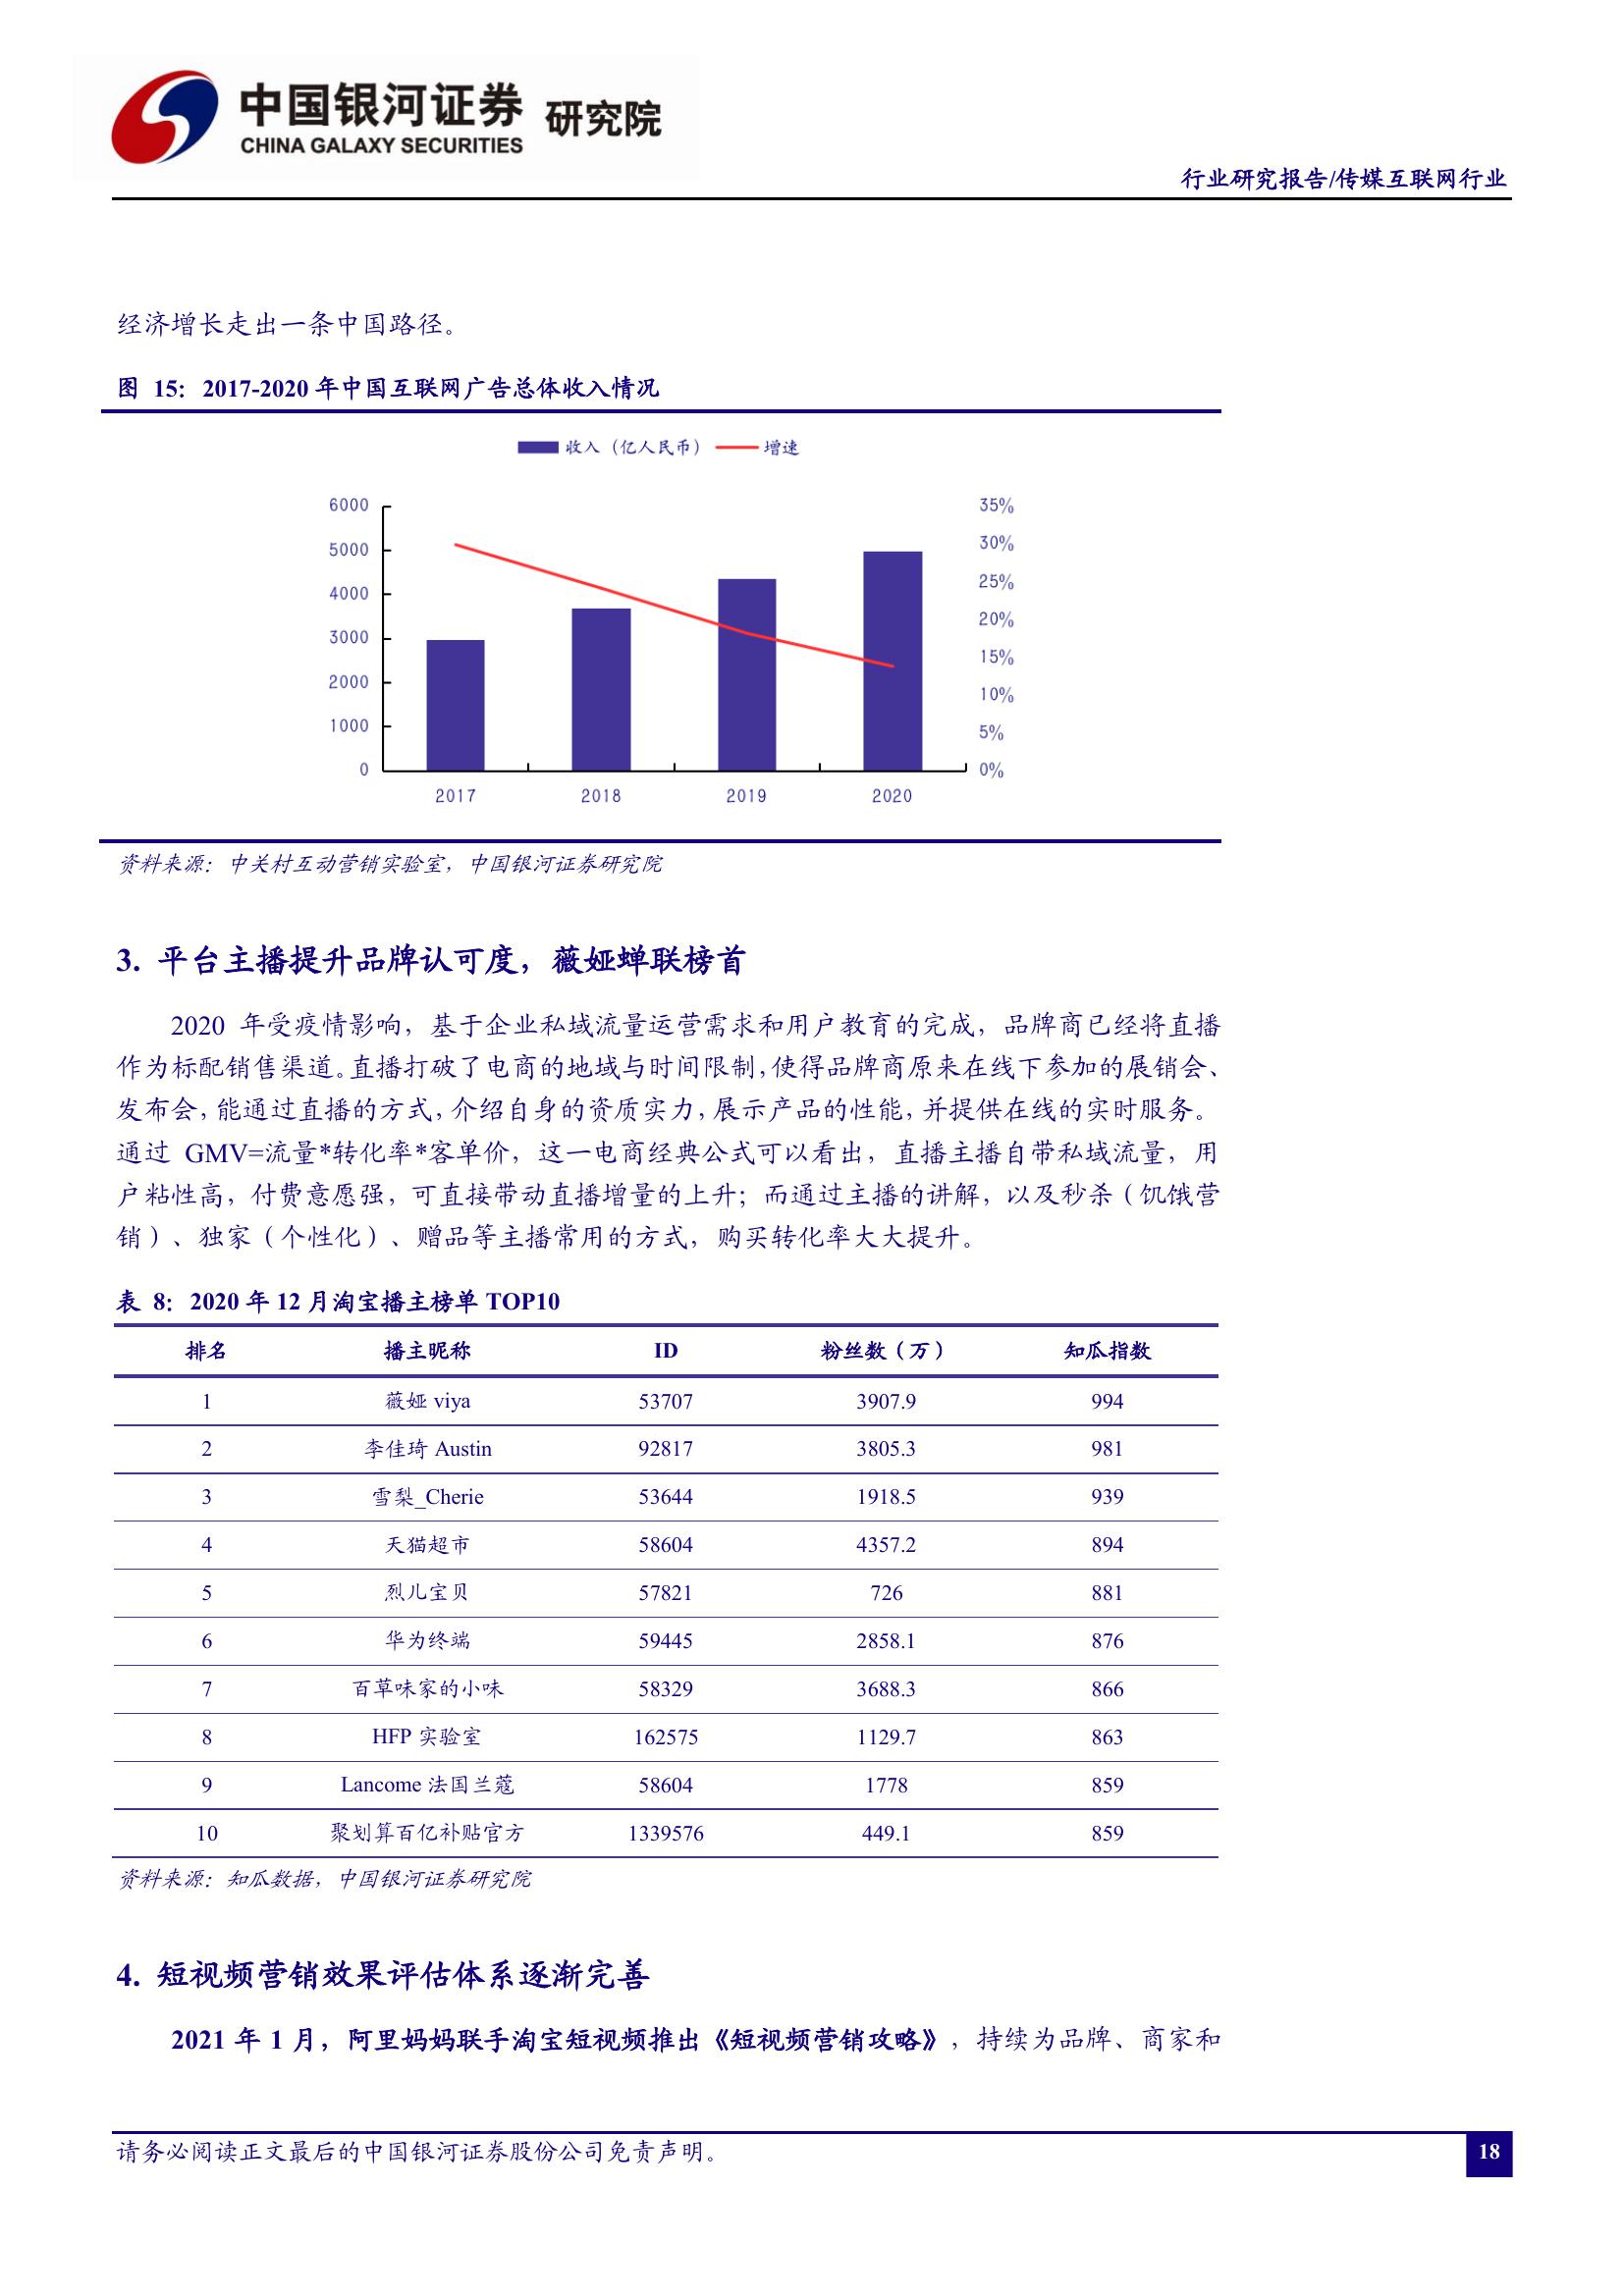 中国银河证券 研究院
CHINA GALAXY SECURITIES
行业研究报告/传媒互联网行业
经济增长走出一条中国路径。
图 15：2017-2020 年中国互联网广告总体收入情况
收入（亿人民币） 增速
6000 35%
5000 30%
4000 25%
3000 20%
2000 15%
1000 10%
0 5%
0%
2017 2018 2019 2020
资料来源：中关村互动营销实验室，中国银河证券研究院
3. 平台主播提升品牌认可度，薇娅蝉联榜首
2020 年受疫情影响，基于企业私域流量运营需求和用户教育的完成，品牌商已经将直播
作为标配销售渠道。直播打破了电商的地域与时间限制，使得品牌商原来在线下参加的展销会、
发布会，能通过直播的方式，介绍自身的资质实力，展示产品的性能，并提供在线的实时服务。
通过 GMV=流量*转化率*客单价，这一电商经典公式可以看出，直播主播自带私域流量，用
户粘性高，付费意愿强，可直接带动直播增量的上升；而通过主播的讲解，以及秒杀（饥饿营
销）、独家（个性化）、赠品等主播常用的方式，购买转化率大大提升。
表 8：2020 年 12 月淘宝播主榜单 TOP10
排名 播主昵称 ID 粉丝数（万） 知瓜指数
1 薇娅 viya 53707 3907.9 994
2 李佳琦 Austin 92817 3805.3 981
3 雪梨_Cherie 53644 1918.5 939
4 天猫超市 58604 4357.2 894
5 烈儿宝贝 57821 726 881
6 华为终端 59445 2858.1 876
7 百草味家的小味 58329 3688.3 866
8 HFP 实验室 162575 1129.7 863
9 Lancome 法国兰蔻 58604 1778 859
10 聚划算百亿补贴官方 1339576 449.1 859
资料来源：知瓜数据，中国银河证券研究院
4. 短视频营销效果评估体系逐渐完善
2021 年 1 月，阿里妈妈联手淘宝短视频推出《短视频营销攻略》，持续为品牌、商家和
请务必阅读正文最后的中国银河证券股份公司免责声明。
18